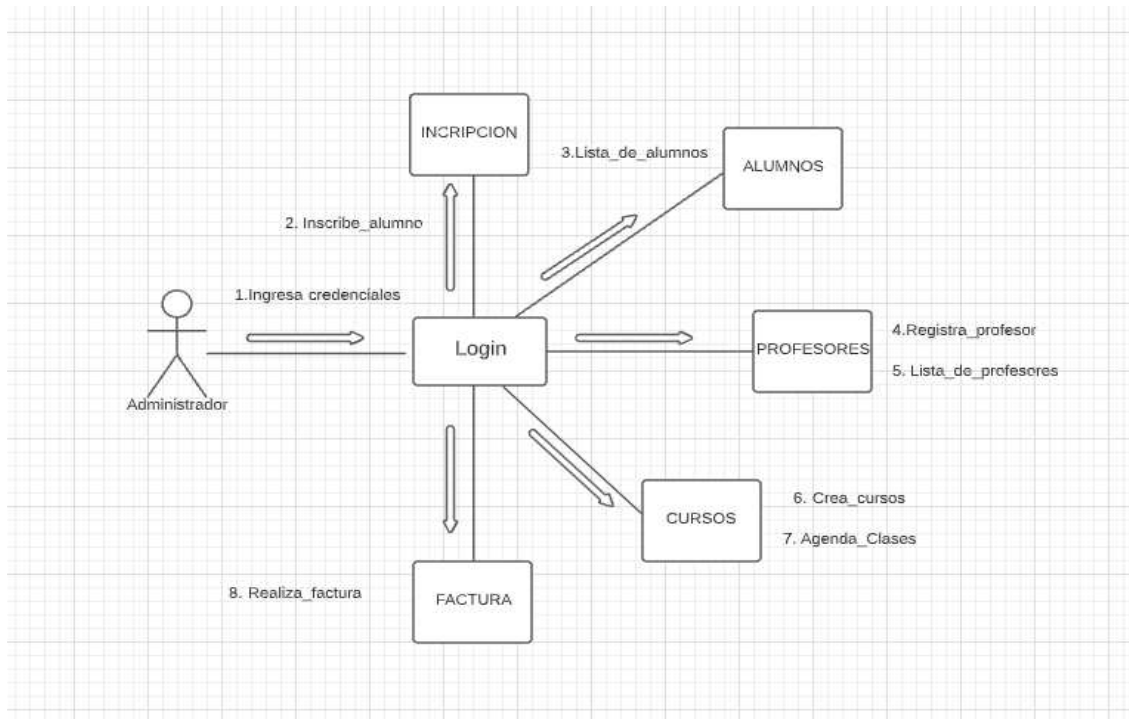 INCRIPCION
3.Lista_de_alumnos
ALUMNOS
2. Inscribe_alumno
1.Ingresa credenciales
Login
PROFESORES
4.Registra_profesor
5. Lista_de_profesores
Administrador
6. Crea_cursos
CURSOS
7. Agenda_Clases
8. Realiza_factura
FACTURA